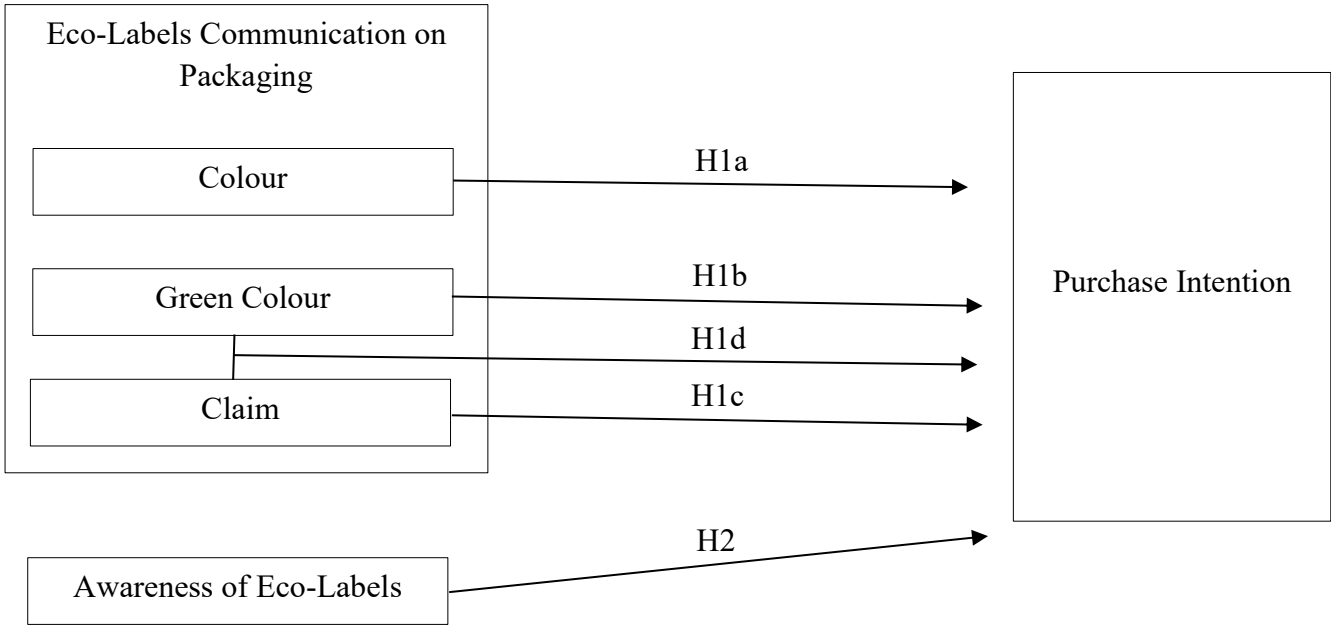 Eco-Labels Communication on
Packaging
Colour
H1a
Green Colour
H1b
H1d
Claim
H1c
Purchase Intention
Awareness of Eco-Labels
H2